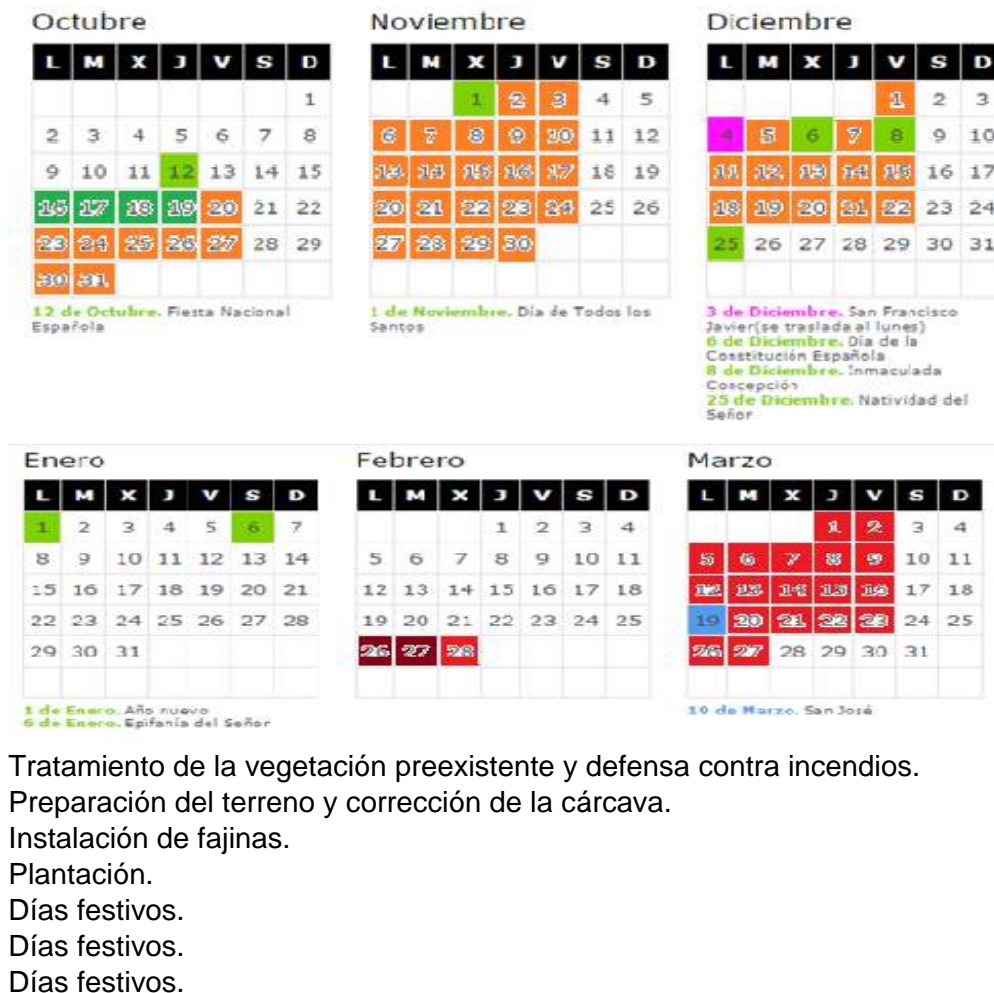 Octubre
L M X J V S D
1
2 3 4 5 6 7 8
9 10 11 12 13 14 15
16 17 18 19 20 21 22
23 24 25 26 27 28 29
30 31
12 de Octubre. Fiesta Nacional
Española
Noviembre
L M X J V S D
1 2 3 4 5
6 7 8 9 10 11 12
13 14 15 16 17 18 19
20 21 22 23 24 25 26
27 28 29 30
1 de Noviembre. Día de Todos los
Santos
Diciembre
L M X J V S D
1 2 3
4 5 6 7 8 9 10
11 12 13 14 15 16 17
18 19 20 21 22 23 24
25 26 27 28 29 30 31
3 de Diciembre. San Francisco
Javier(se traslada al lunes)
6 de Diciembre. Día de la
Constitución Española
8 de Diciembre. Inmaculada
Concepción
25 de Diciembre. Natividad del
Señor
Enero
L M X J V S D
1 2 3 4 5 6 7
8 9 10 11 12 13 14
15 16 17 18 19 20 21
22 23 24 25 26 27 28
29 30 31
1 de Enero. Año nuevo
6 de Enero. Epifanía del Señor
Febrero
L M X J V S D
1 2 3 4
5 6 7 8 9 10 11
12 13 14 15 16 17 18
19 20 21 22 23 24 25
26 27 28
Marzo
L M X J V S D
1 2 3 4
5 6 7 8 9 10 11
12 13 14 15 16 17 18
19 20 21 22 23 24 25
26 27 28 29 30 31
19 de Marzo. San José
Tratamiento de la vegetación preexistente y defensa contra incendios.
Preparación del terreno y corrección de la cárcava.
Instalación de fajinas.
Plantación.
Días festivos.
Días festivos.
Días festivos.